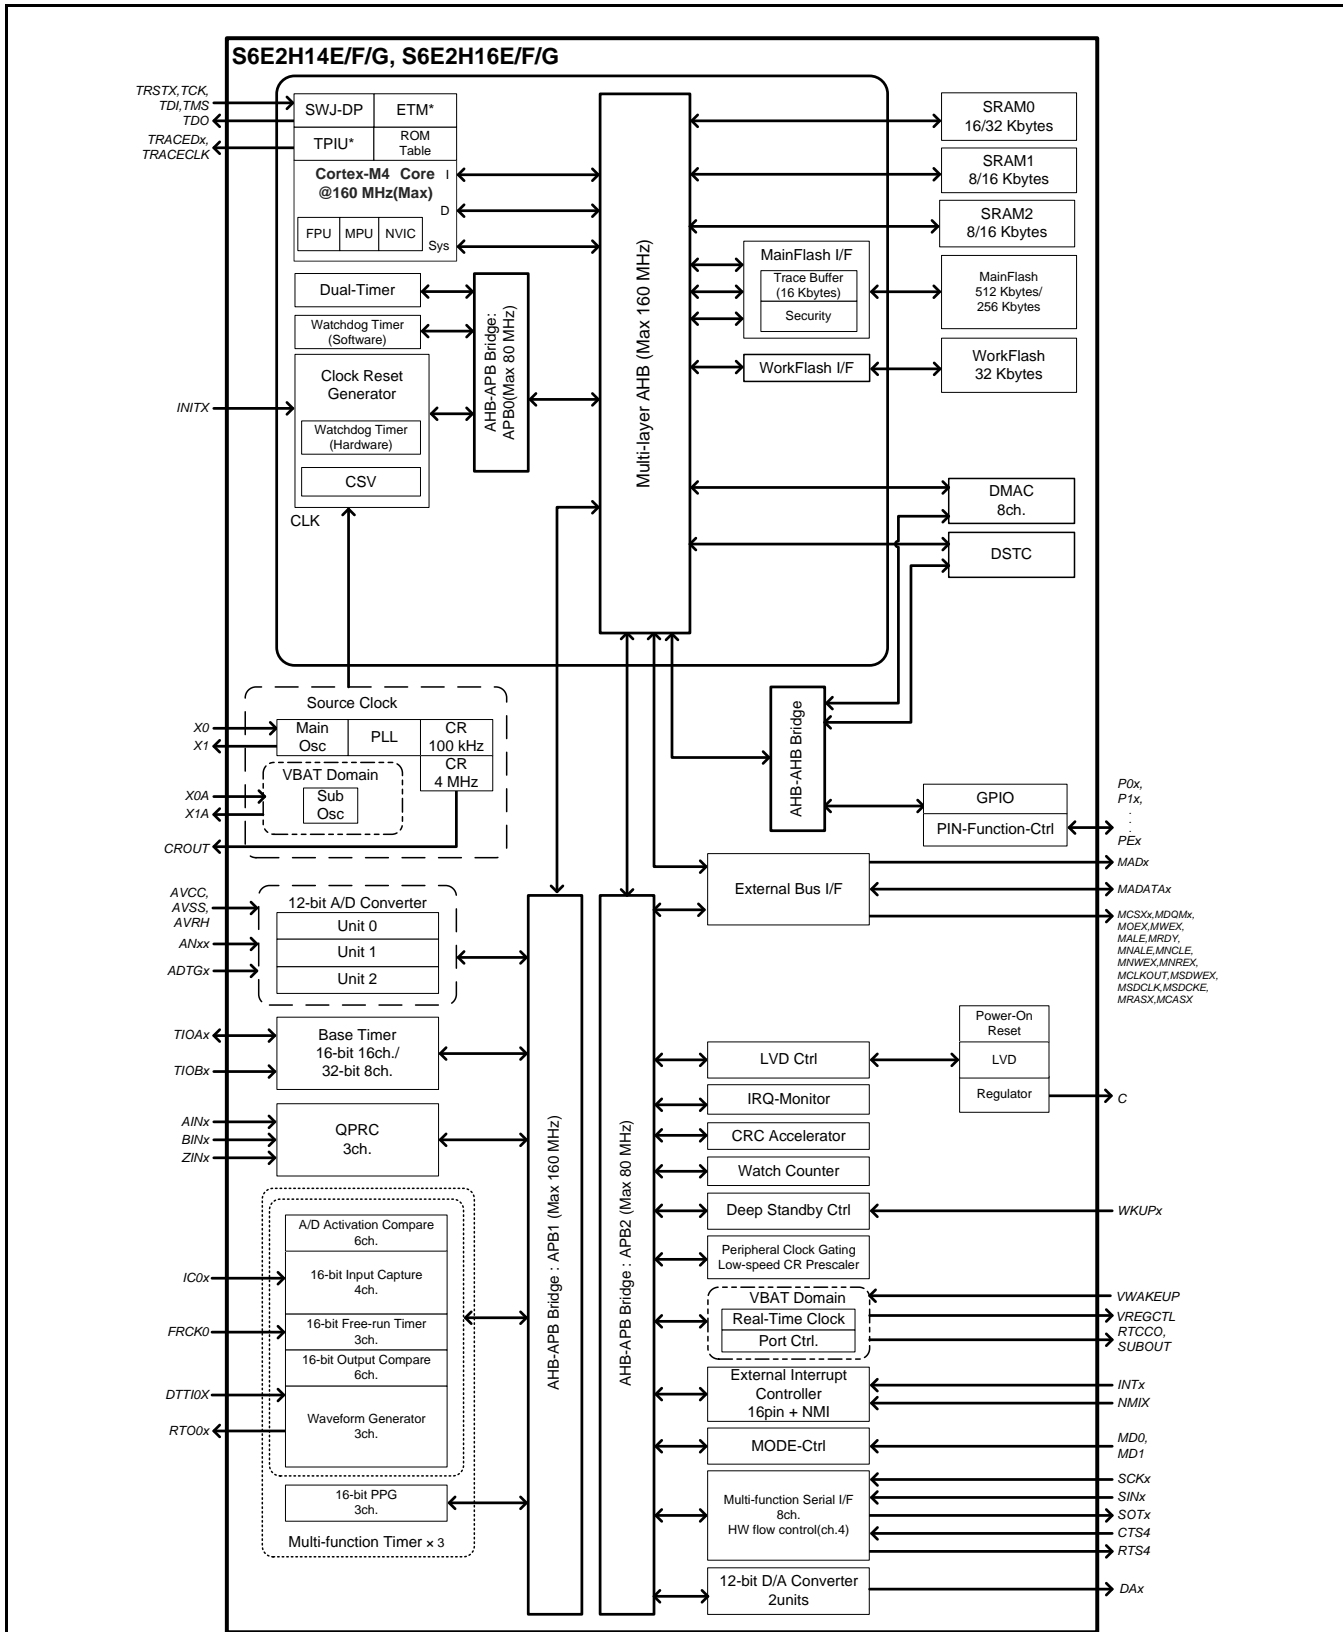 S6E2H14E/F/G, S6E2H16E/F/G
TRSTX,TCK,
TDI,TMS
TDO
TRACEDx,
TRACECLK
SWJ-DP
ETM*
TPIU*
ROM
Table
Cortex-M4 Core
@160 MHz(Max)
I
D
Sys
FPU
MPU
NVIC
Dual-Timer
Watchdog Timer
(Software)
Clock Reset
Generator
Watchdog Timer
(Hardware)
CSV
CLK
INITX
AHB-APB Bridge:
APB0(Max 80 MHz)
Multi-layer AHB (Max 160 MHz)
SRAM0
16/32 Kbytes
SRAM1
8/16 Kbytes
SRAM2
8/16 Kbytes
MainFlash I/F
Trace Buffer
(16 Kbytes)
Security
MainFlash
512 Kbytes/
256 Kbytes
WorkFlash I/F
WorkFlash
32 Kbytes
DMAC
8ch.
DSTC
AHB-AHB Bridge
GPIO
PIN-Function-Ctrl
P0x,
P1x,
.
.
PEx
Source Clock
X0
X1
Main
Osc
PLL
CR
100 kHz
CR
4 MHz
VBAT Domain
Sub
Osc
X0A
X1A
CROUT
AVCC,
AVSS,
AVRH
ANxx
ADTGx
12-bit A/D Converter
Unit 0
Unit 1
Unit 2
TIOAx
TIOBx
Base Timer
16-bit 16ch./
32-bit 8ch.
AINx
BINx
ZINx
QPRC
3ch.
A/D Activation Compare
6ch.
IC0x
16-bit Input Capture
4ch.
FRCK0
16-bit Free-run Timer
3ch.
16-bit Output Compare
6ch.
DTTI0X
RTO0x
Waveform Generator
3ch.
16-bit PPG
3ch.
Multi-function Timer × 3
AHB-APB Bridge : APB1 (Max 160 MHz)
AHB-APB Bridge : APB2 (Max 80 MHz)
External Bus I/F
MADx
MADATAx
MCSXx,MDQMx,
MOEX,MWEX,
MALE,MRDY,
MNALE,MNCLE,
MNWEX,MNREX,
MCLKOUT,MSDWEX,
MSDCLK,MSDCKE,
MRASX,MCASX
LVD Ctrl
Power-On
Reset
LVD
Regulator
C
IRQ-Monitor
CRC Accelerator
Watch Counter
Deep Standby Ctrl
WKUPx
Peripheral Clock Gating
Low-speed CR Prescaler
VBAT Domain
Real-Time Clock
Port Ctrl.
VWAKEUP
VREGCTL
RTCCO,
SUBOUT
External Interrupt
Controller
16pin + NMI
INTx
NMIX
MODE-Ctrl
MD0,
MD1
Multi-function Serial I/F
8ch.
HW flow control(ch.4)
SCKx
SINx
SOTx
CTS4
RTS4
12-bit D/A Converter
2units
DAx